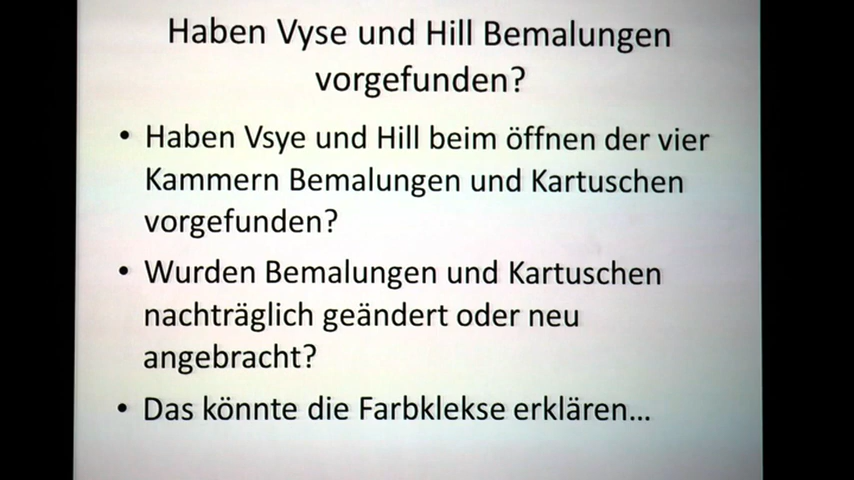 Haben Vyse und Hill Bemalungen
vorgefunden?
• Haben Vsye und Hill beim öffnen der vier
Kammern Bemalungen und Kartuschen
vorgefunden?
• Wurden Bemalungen und Kartuschen
nachträglich geändert oder neu
angebracht?
• Das könnte die Farbklekse erklären...